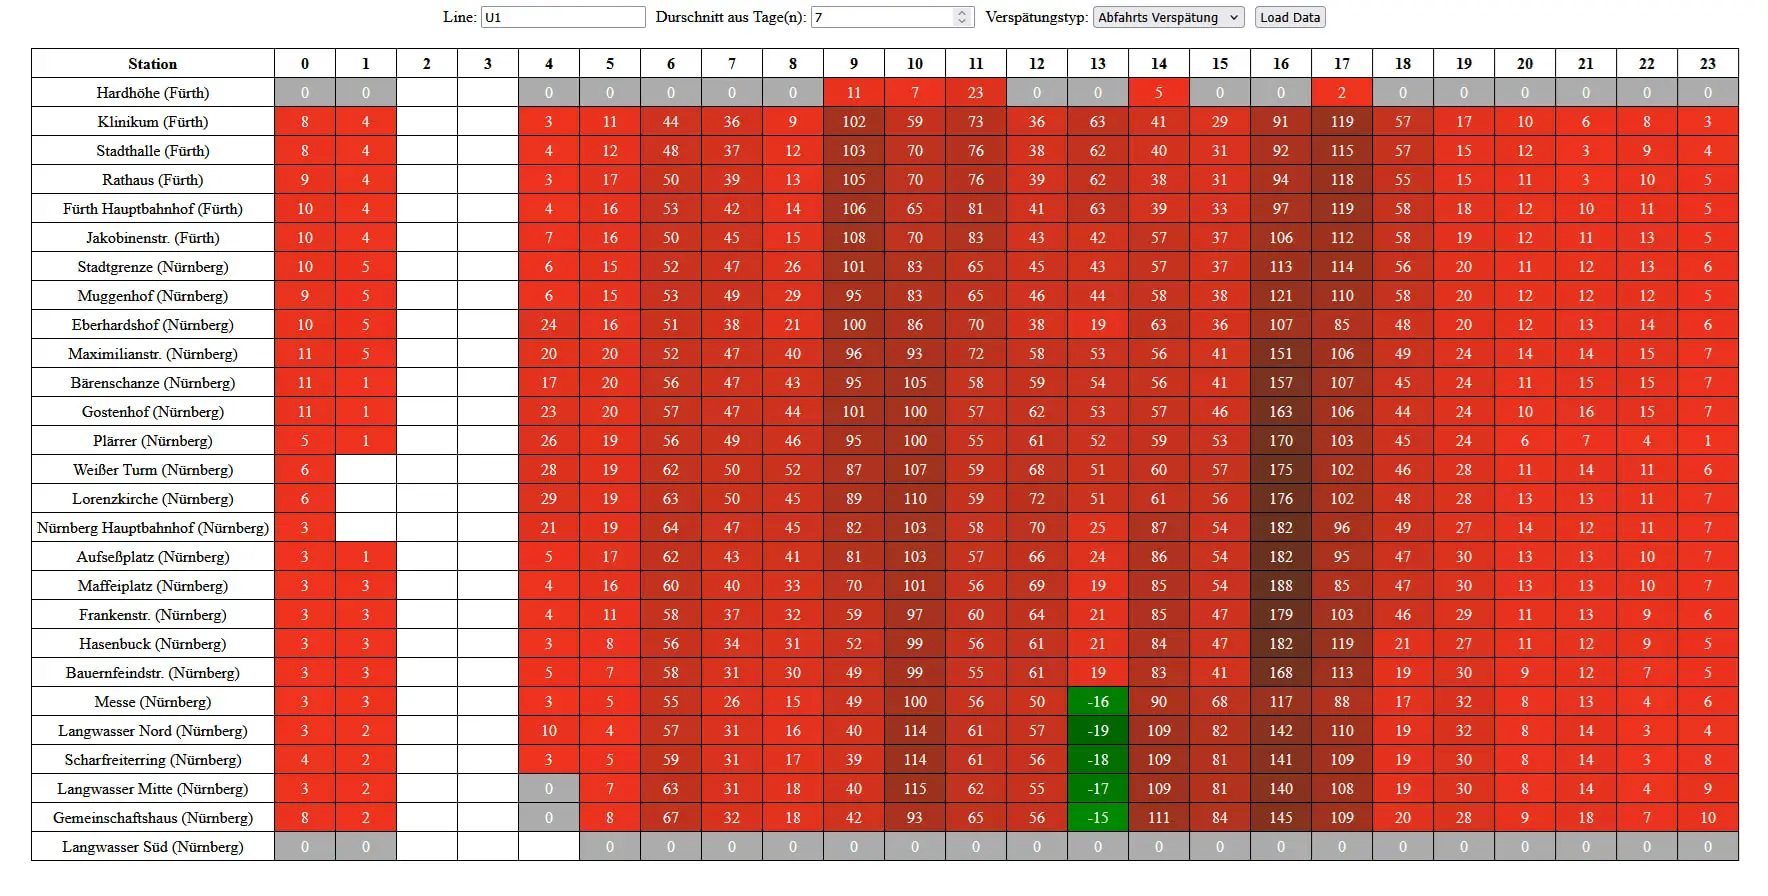 Line: U1 Durschnitt aus Tage(n): 7 Verspätungstyp: Abfahrts Verspätung Load Data
Station 0 1 2 3 4 5 6 7 8 9 10 11 12 13 14 15 16 17 18 19 20 21 22 23
Hardhöhe (Fürth) 0 0 0 0 0 0 0 11 7 23 0 0 5 0 0 2 0 0 0 0 0 0
Klinikum (Fürth) 8 4 3 11 44 36 9 102 59 73 36 63 41 29 91 119 57 17 10 6 8 3
Stadthalle (Fürth) 8 4 4 12 48 37 12 103 70 76 38 62 40 31 92 115 57 15 12 3 9 4
Rathaus (Fürth) 9 4 3 17 50 39 13 105 70 76 39 62 38 31 94 118 55 15 11 3 10 5
Fürth Hauptbahnhof (Fürth) 10 4 4 16 53 42 14 106 65 81 41 63 39 33 97 119 58 18 12 10 11 5
Jakobinenstr. (Fürth) 10 4 7 16 50 45 15 108 70 83 43 42 57 37 106 112 58 19 12 11 13 5
Stadtgrenze (Nürnberg) 10 5 6 15 52 47 26 101 83 65 45 43 57 37 113 114 56 20 11 12 13 6
Muggenhof (Nürnberg) 9 5 6 15 53 49 29 95 83 65 46 44 58 38 121 110 58 20 12 12 12 5
Eberhardshof (Nürnberg) 10 5 24 16 51 38 21 100 86 70 38 19 63 36 107 85 48 20 12 13 14 6
Maximilianstr. (Nürnberg) 11 5 20 20 52 47 40 96 93 72 58 53 56 41 151 106 49 24 14 14 15 7
Bärenschanze (Nürnberg) 11 1 17 20 56 47 43 95 105 58 59 54 56 41 157 107 45 24 11 15 15 7
Gostenhof (Nürnberg) 11 1 23 20 57 47 44 101 100 57 62 53 57 46 163 106 44 24 10 16 15 7
Plärrer (Nürnberg) 5 1 26 19 56 49 46 95 100 55 61 52 59 53 170 103 45 24 6 7 4 1
Weißer Turm (Nürnberg) 6 28 19 62 50 52 87 107 59 68 51 60 57 175 102 46 28 11 14 11 6
Lorenzkirche (Nürnberg) 6 29 19 63 50 45 89 110 59 72 51 61 56 176 102 48 28 13 13 11 7
Nürnberg Hauptbahnhof (Nürnberg) 3 21 19 64 47 45 82 103 58 70 25 87 54 182 96 49 27 14 12 11 7
Aufseßplatz (Nürnberg) 3 1 5 17 62 43 41 81 103 57 66 24 86 54 182 95 47 30 13 13 10 7
Maffeiplatz (Nürnberg) 3 3 4 16 60 40 33 70 101 56 69 19 85 54 188 85 47 30 13 13 10 7
Frankenstr. (Nürnberg) 3 3 4 11 58 37 32 59 97 60 64 21 85 47 179 103 46 29 11 13 9 6
Hasenbuck (Nürnberg) 3 3 3 8 56 34 31 52 99 56 61 21 84 47 182 119 21 27 11 12 9 5
Bauernfeindstr. (Nürnberg) 3 3 5 7 58 31 30 49 99 55 61 19 83 41 168 113 19 30 9 12 7 5
Messe (Nürnberg) 3 3 3 5 55 26 15 49 100 56 50 -16 90 68 117 88 17 32 8 13 4 6
Langwasser Nord (Nürnberg) 3 2 10 4 57 31 16 40 114 61 57 -19 109 82 142 110 19 32 8 14 3 4
Scharfreiterring (Nürnberg) 4 2 3 5 59 31 17 39 114 61 56 -18 109 81 141 109 19 30 8 14 3 8
Langwasser Mitte (Nürnberg) 3 2 0 7 63 31 18 40 115 62 55 -17 109 81 140 108 19 30 8 14 4 9
Gemeinschaftshaus (Nürnberg) 8 2 0 8 67 32 18 42 93 65 56 -15 111 84 145 109 20 28 9 18 7 10
Langwasser Süd (Nürnberg) 0 0 0 0 0 0 0 0 0 0 0 0 0 0 0 0 0 0 0 0 0